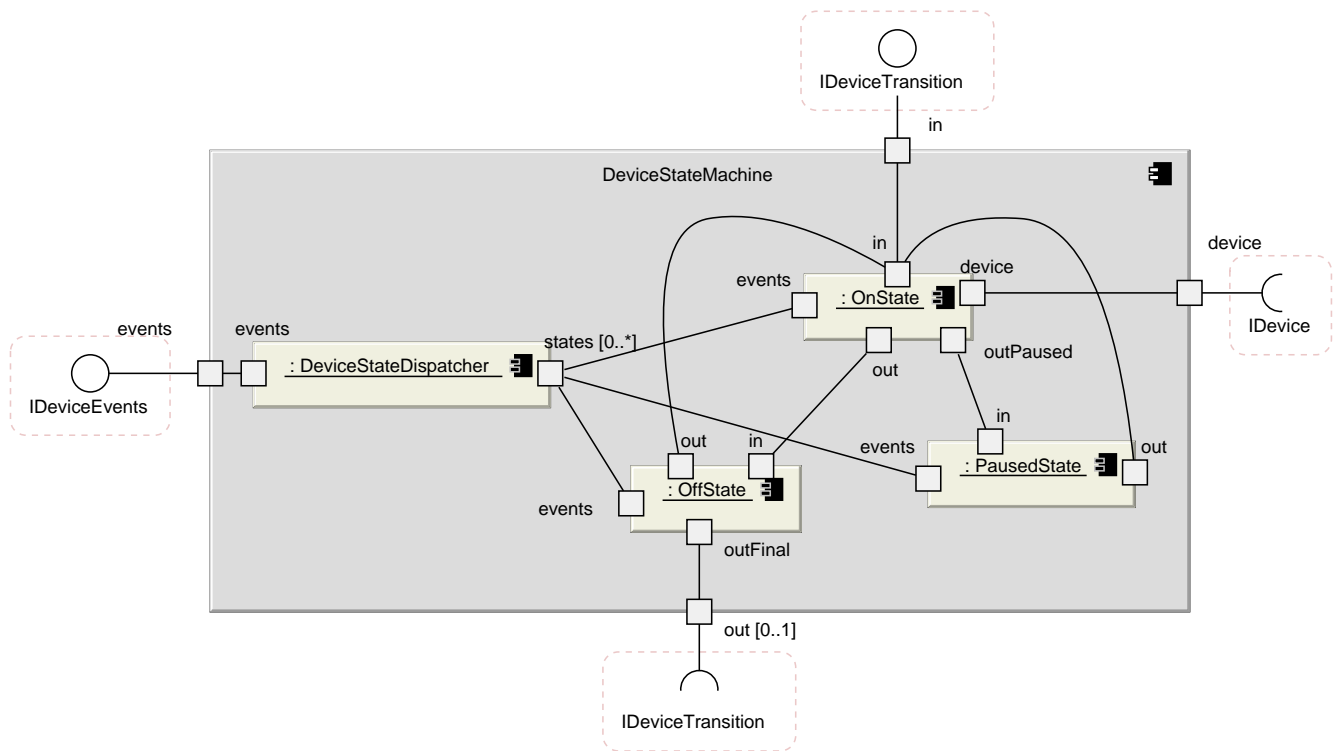 IDeviceTransition
in
DeviceStateMachine
in
device
device
events
: OnState
IDevice
events
events
states [0..*]
outPaused
: DeviceStateDispatcher
out
IDeviceEvents
in
out
in
events
out
: PausedState
: OffState
events
outFinal
out [0..1]
IDeviceTransition